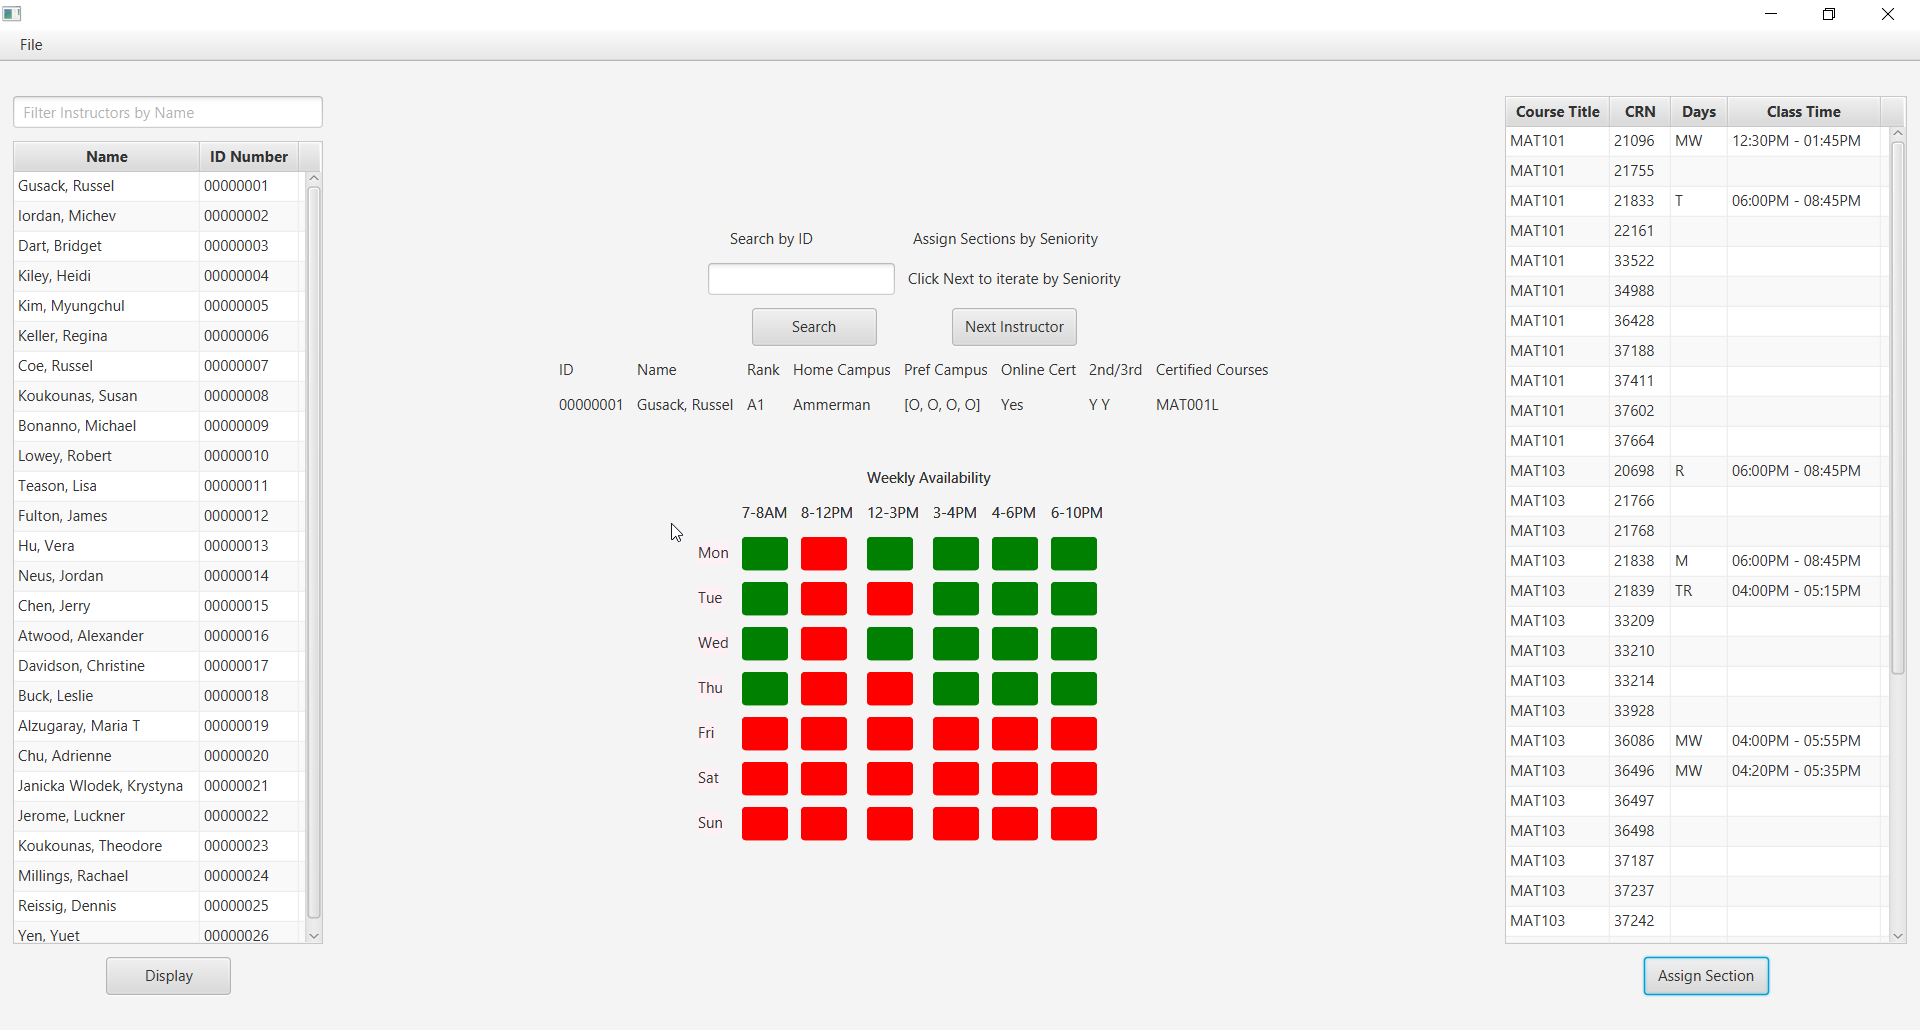 File
Filter Instructors by Name
Name ID Number
Gusack, Russel 00000001
Iordan, Michev 00000002
Dart, Bridget 00000003
Kiley, Heidi 00000004
Kim, Myungchul 00000005
Keller, Regina 00000006
Coe, Russel 00000007
Koukounas, Susan 00000008
Bonanno, Michael 00000009
Lowey, Robert 00000010
Teason, Lisa 00000011
Fulton, James 00000012
Hu, Vera 00000013
Neus, Jordan 00000014
Chen, Jerry 00000015
Atwood, Alexander 00000016
Davidson, Christine 00000017
Buck, Leslie 00000018
Alzugaray, Maria T 00000019
Chu, Adrienne 00000020
Janicka Wlodek, Krystyna 00000021
Jerome, Luckner 00000022
Koukounas, Theodore 00000023
Millings, Rachael 00000024
Reissig, Dennis 00000025
Yen, Yuet 00000026
Display
Search by ID Assign Sections by Seniority
Click Next to iterate by Seniority
Search Next Instructor
ID Name Rank Home Campus Pref Campus Online Cert 2nd/3rd Certified Courses
00000001 Gusack, Russel A1 Ammerman [O, O, O, O] Yes Y Y MAT001L
Weekly Availability
7-8AM 8-12PM 12-3PM 3-4PM 4-6PM 6-10PM
Mon
Tue
Wed
Thu
Fri
Sat
Sun
Course Title CRN Days Class Time
MAT101 21096 MW 12:30PM - 01:45PM
MAT101 21755
MAT101 21833 T 06:00PM - 08:45PM
MAT101 22161
MAT101 33522
MAT101 34988
MAT101 36428
MAT101 37188
MAT101 37411
MAT101 37602
MAT101 37664
MAT103 20698 R 06:00PM - 08:45PM
MAT103 21766
MAT103 21768
MAT103 21838 M 06:00PM - 08:45PM
MAT103 21839 TR 04:00PM - 05:15PM
MAT103 33209
MAT103 33210
MAT103 33214
MAT103 33928
MAT103 36086 MW 04:00PM - 05:55PM
MAT103 36496 MW 04:20PM - 05:35PM
MAT103 36497
MAT103 36498
MAT103 37187
MAT103 37237
MAT103 37242
Assign Section